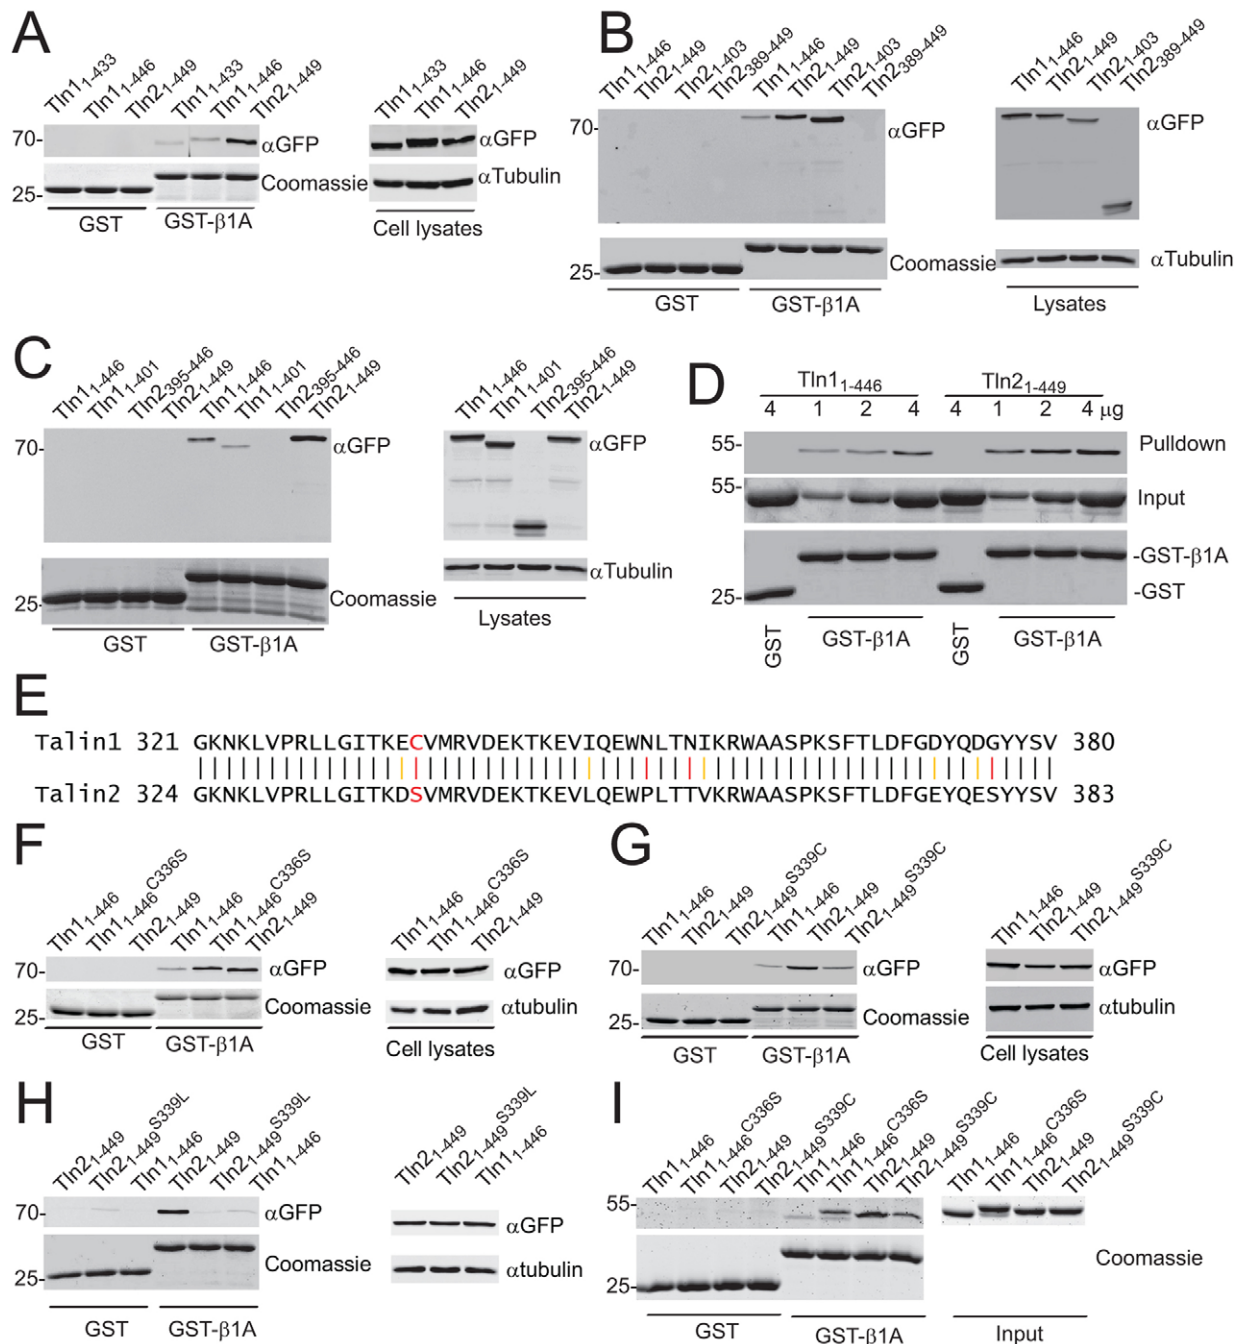 A
Tln1₁₋₄₃₃ Tln1₁₋₄₄₆ Tln2₁₋₄₄₉ Tln1₁₋₄₃₃ Tln1₁₋₄₄₆ Tln2₁₋₄₄₉
Tln1₁₋₄₃₃ Tln1₁₋₄₄₆ Tln2₁₋₄₄₉
70- αGFP αGFP
25- Coomassie αTubulin
GST GST-β1A Cell lysates
B
Tln1₁₋₄₄₆ Tln2₁₋₄₄₉ Tln2₁₋₄₀₃ Tln2₃₈₉₋₄₄₉ Tln1₁₋₄₄₆ Tln2₁₋₄₄₉ Tln2₁₋₄₀₃ Tln2₃₈₉₋₄₄₉
Tln1₁₋₄₄₆ Tln2₁₋₄₄₉ Tln2₁₋₄₀₃ Tln2₃₈₉₋₄₄₉
70- αGFP αGFP
25- Coomassie αTubulin
GST GST-β1A Lysates
C
Tln1₁₋₄₄₆ Tln1₁₋₄₀₁ Tln2₃₉₅₋₄₄₆ Tln2₁₋₄₄₉ Tln1₁₋₄₄₆ Tln1₁₋₄₀₁ Tln2₃₉₅₋₄₄₆ Tln2₁₋₄₄₉
Tln1₁₋₄₄₆ Tln1₁₋₄₀₁ Tln2₃₉₅₋₄₄₆ Tln2₁₋₄₄₉
70- αGFP αGFP
25- Coomassie αTubulin
GST GST-β1A Lysates
D
Tln1₁₋₄₄₆ Tln2₁₋₄₄₉
4 1 2 4 4 1 2 4 μg
55- Pulldown
55- Input
-GST-β1A
25- -GST
GST GST-β1A GST GST-β1A
E
Talin1 321 GKNKLVPRLLGITKECVMRVDEKTKEVIQEWNLTNIKRWAASPKSFTLDFGDYQDGYYSV 380
Talin2 324 GKNKLVPRLLGITKDSVMRVDEKTKEVLQEWPLTTVKRWAASPKSFTLDFGEYQESYYSV 383
F
Tln1₁₋₄₄₆ Tln1₁₋₄₄₆C336S Tln2₁₋₄₄₉ Tln1₁₋₄₄₆ Tln1₁₋₄₄₆C336S Tln2₁₋₄₄₉
Tln1₁₋₄₄₆ Tln1₁₋₄₄₆C336S Tln2₁₋₄₄₉
70- αGFP αGFP
25- Coomassie αtubulin
GST GST-β1A Cell lysates
G
Tln1₁₋₄₄₆ Tln2₁₋₄₄₉ Tln2₁₋₄₄₉S339C Tln1₁₋₄₄₆ Tln2₁₋₄₄₉ Tln2₁₋₄₄₉S339C
Tln1₁₋₄₄₆ Tln2₁₋₄₄₉ Tln2₁₋₄₄₉S339C
70- αGFP αGFP
25- Coomassie αtubulin
GST GST-β1A Cell lysates
H
Tln2₁₋₄₄₉ Tln2₁₋₄₄₉S339L Tln1₁₋₄₄₆ Tln2₁₋₄₄₉ Tln2₁₋₄₄₉S339L Tln1₁₋₄₄₆
Tln2₁₋₄₄₉ Tln2₁₋₄₄₉S339L Tln1₁₋₄₄₆
70- αGFP αGFP
25- Coomassie αtubulin
GST GST-β1A
I
Tln1₁₋₄₄₆ Tln1₁₋₄₄₆C336S Tln2₁₋₄₄₉ Tln2₁₋₄₄₉S339C Tln1₁₋₄₄₆ Tln1₁₋₄₄₆C336S Tln2₁₋₄₄₉ Tln2₁₋₄₄₉S339C
Tln1₁₋₄₄₆ Tln1₁₋₄₄₆C336S Tln2₁₋₄₄₉ Tln2₁₋₄₄₉S339C
55-
25- Coomassie
GST GST-β1A Input